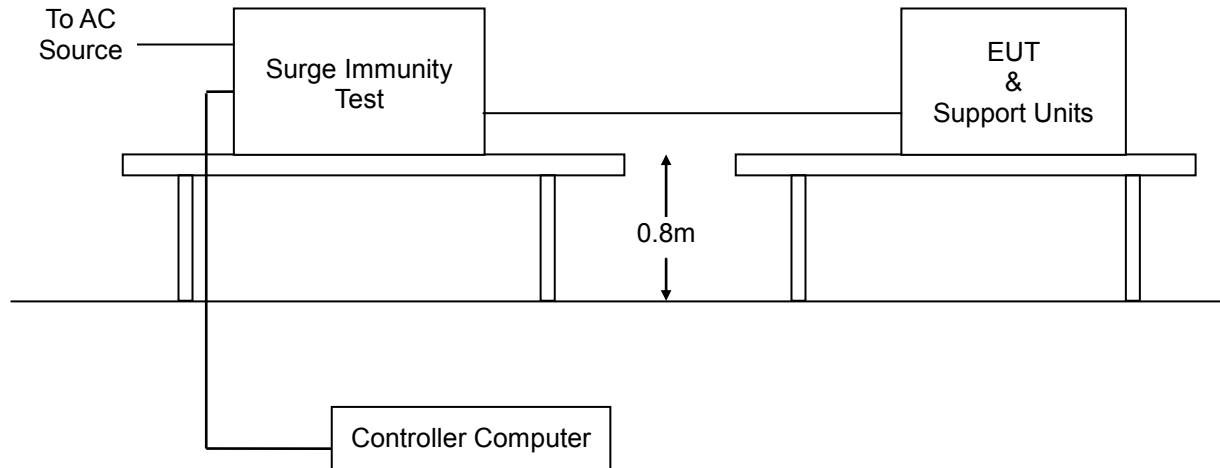 To AC
Source
Surge Immunity
Test
EUT
&
Support Units
0.8m
Controller Computer